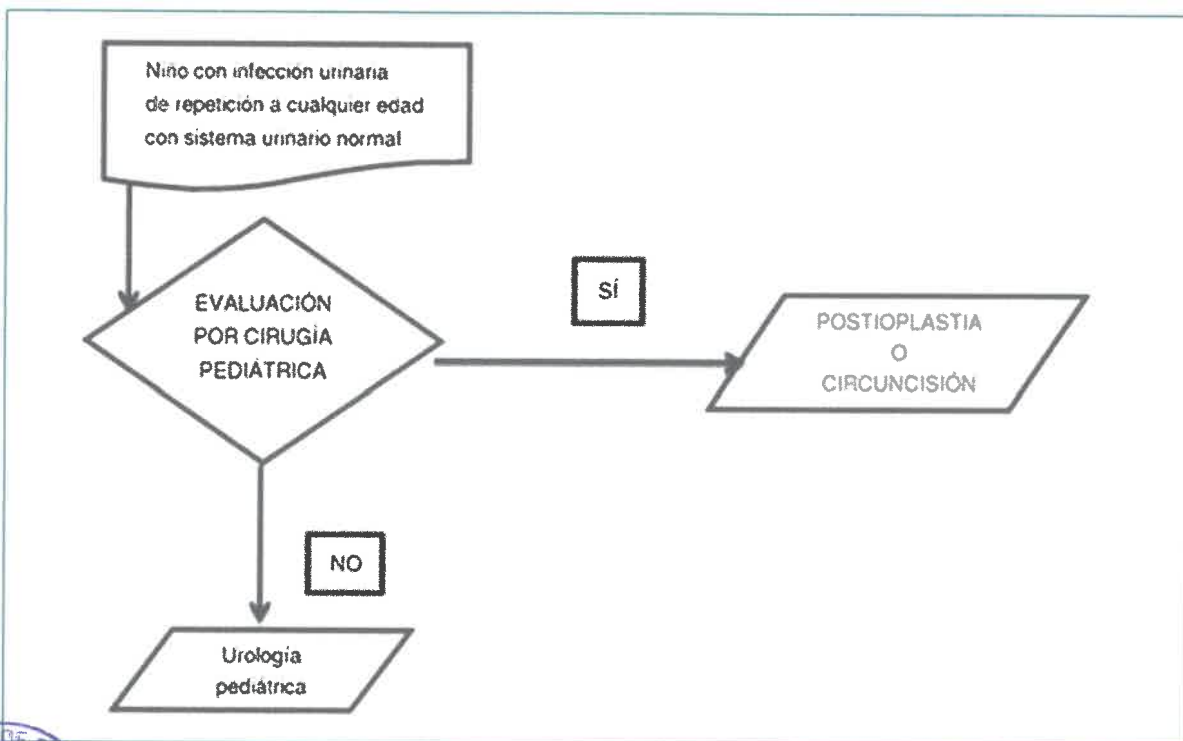 Niño con infección urinaria
de repetición a cualquier edad
con sistema urinario normal
EVALUACIÓN
POR CIRUGÍA
PEDIÁTRICA
SÍ
POSTIOPLASTIA
O
CIRCUNCISIÓN
NO
Urología
pediátrica